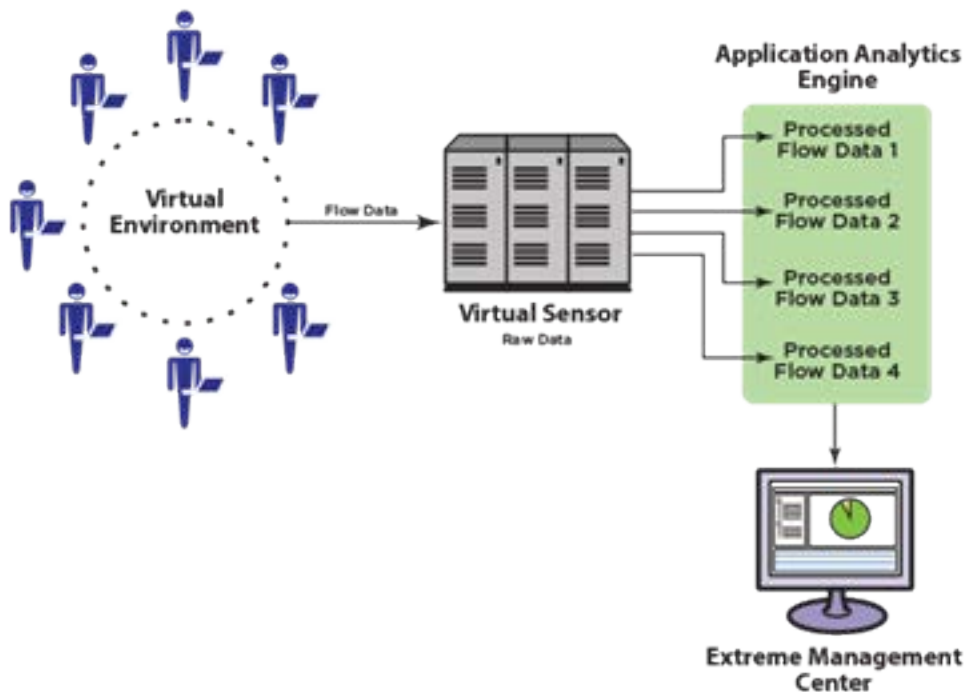 Virtual
Environment
Flow Data
Virtual Sensor
Raw Data
Application Analytics
Engine
Processed
Flow Data 1
Processed
Flow Data 2
Processed
Flow Data 3
Processed
Flow Data 4
Extreme Management
Center